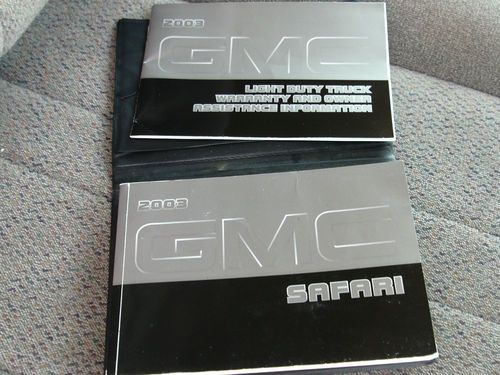 2003
GMC
LIGHT DUTY TRUCK
WARRANTY AND OWNER
ASSISTANCE INFORMATION
2003
GMC
SAFARI